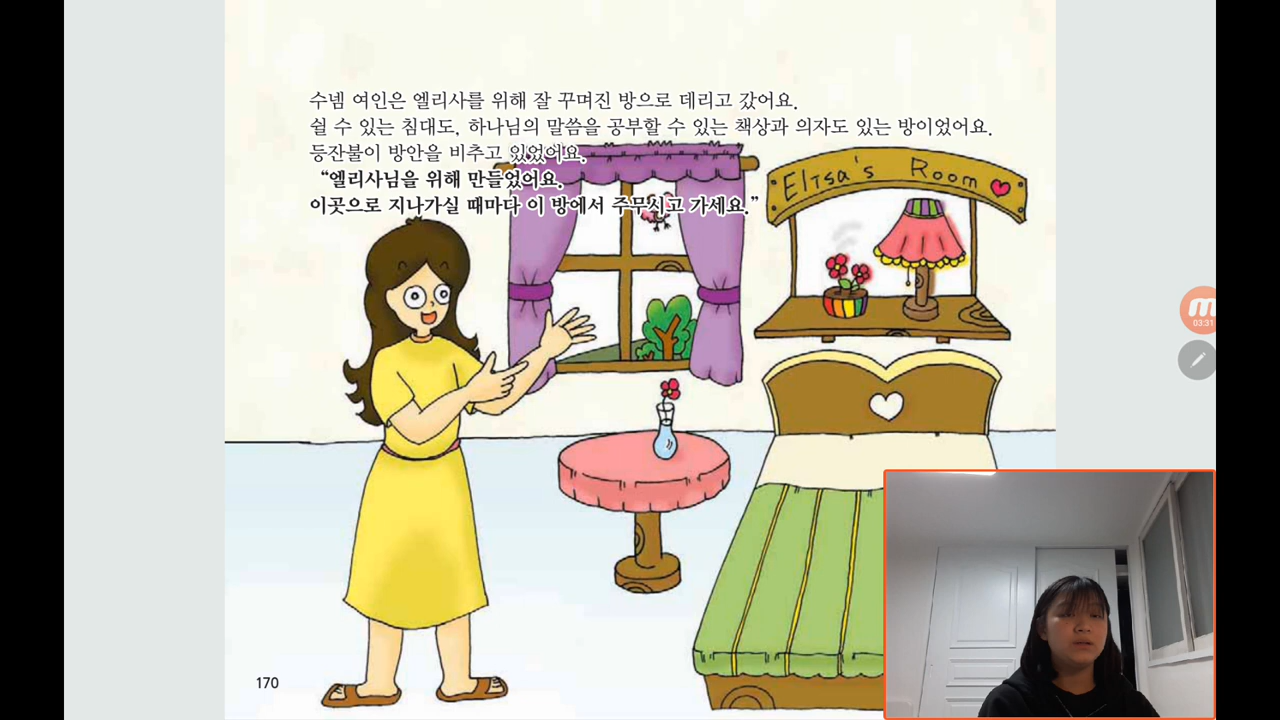 수넴 여인은 엘리사를 위해 잘 꾸며진 방으로 데리고 갔어요.
쉴 수 있는 침대도, 하나님의 말씀을 공부할 수 있는 책상과 의자도 있는 방이었어요.
등잔불이 방안을 비추고 있었어요.
“엘리사님을 위해 만들었어요.
이곳으로 지나가실 때마다 이 방에서 주무시고 가세요.”
Elisa's Room
03:31
170